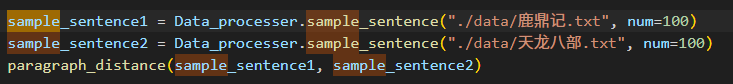 sample_sentence1 = Data_processer.sample_sentence("./data/鹿鼎记.txt", num=100)
sample_sentence2 = Data_processer.sample_sentence("./data/天龙八部.txt", num=100)
paragraph_distance(sample_sentence1, sample_sentence2)